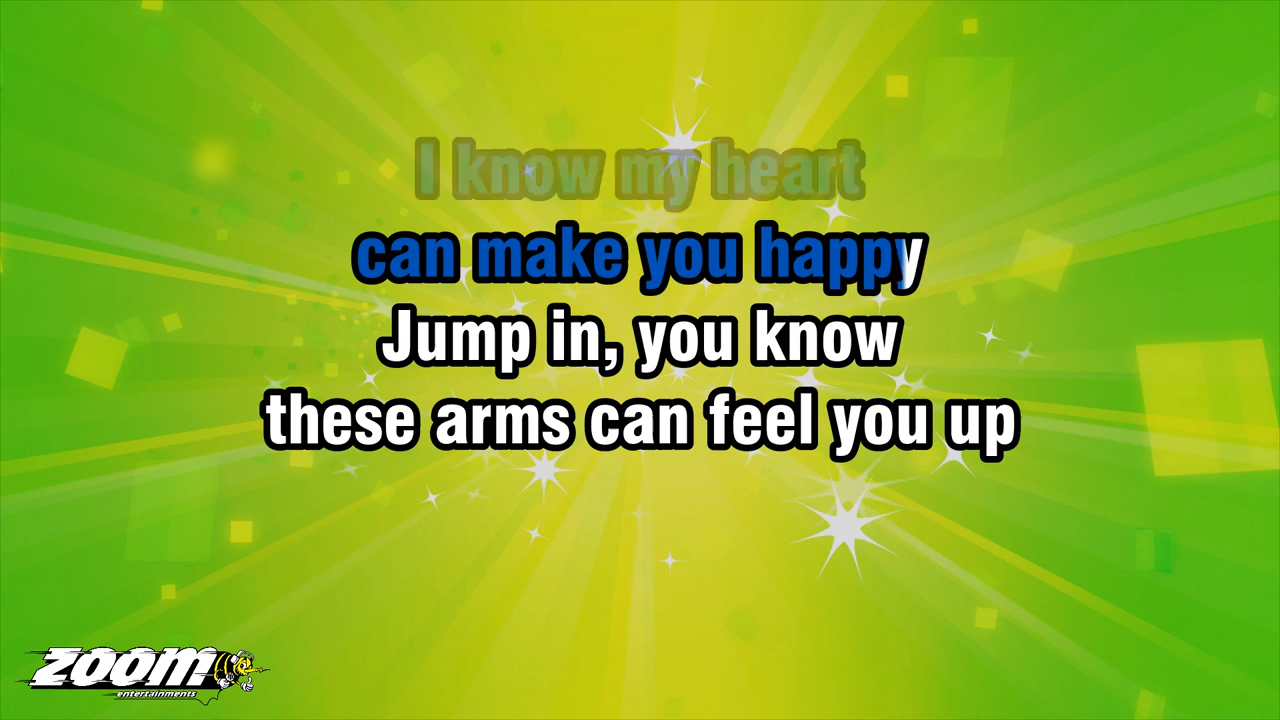 I know my heart
can make you happy
Jump in, you know
these arms can feel you up
ZOOM
entertainments